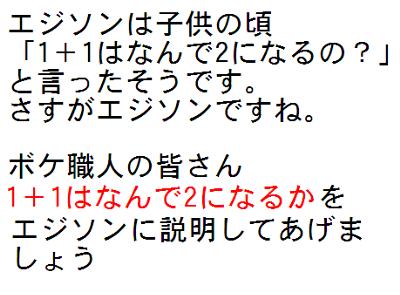 エジソンは子供の頃
「1＋1はなんで2になるの？」
と言ったそうです。
さすがエジソンですね。
ボケ職人の皆さん
1＋1はなんで2になるかを
エジソンに説明してあげま
しょう